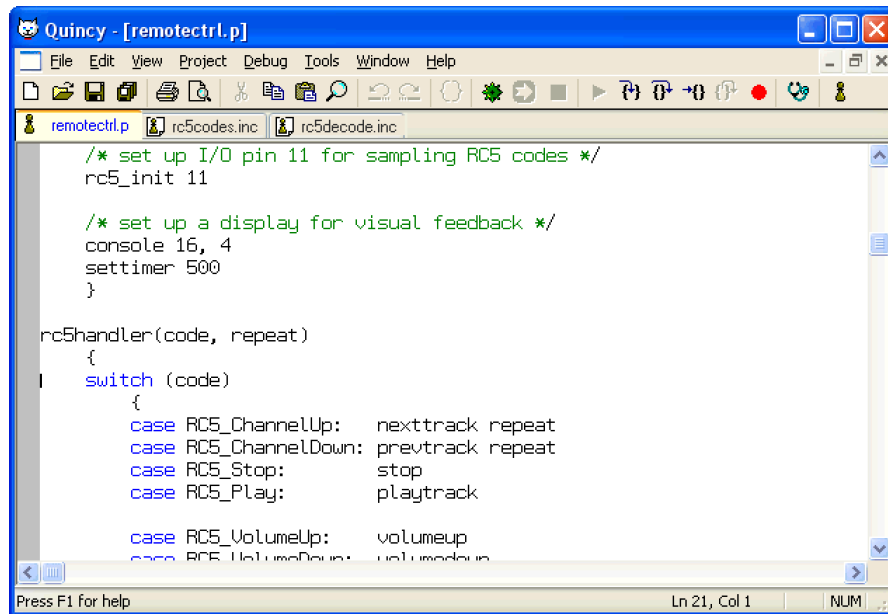 Quincy - [remotectrl.p]
File Edit View Project Debug Tools Window Help
remotectrl.p rc5codes.inc rc5decode.inc
/* set up I/O pin 11 for sampling RC5 codes */
rc5_init 11
/* set up a display for visual feedback */
console 16, 4
settimer 500
}
rc5handler(code, repeat)
{
switch (code)
{
case RC5_ChannelUp: nexttrack repeat
case RC5_ChannelDown: prevtrack repeat
case RC5_Stop: stop
case RC5_Play: playtrack
case RC5_VolumeUp: volumeup
case RC5_VolumeDown: volumedown
Press F1 for help Ln 21, Col 1 NUM